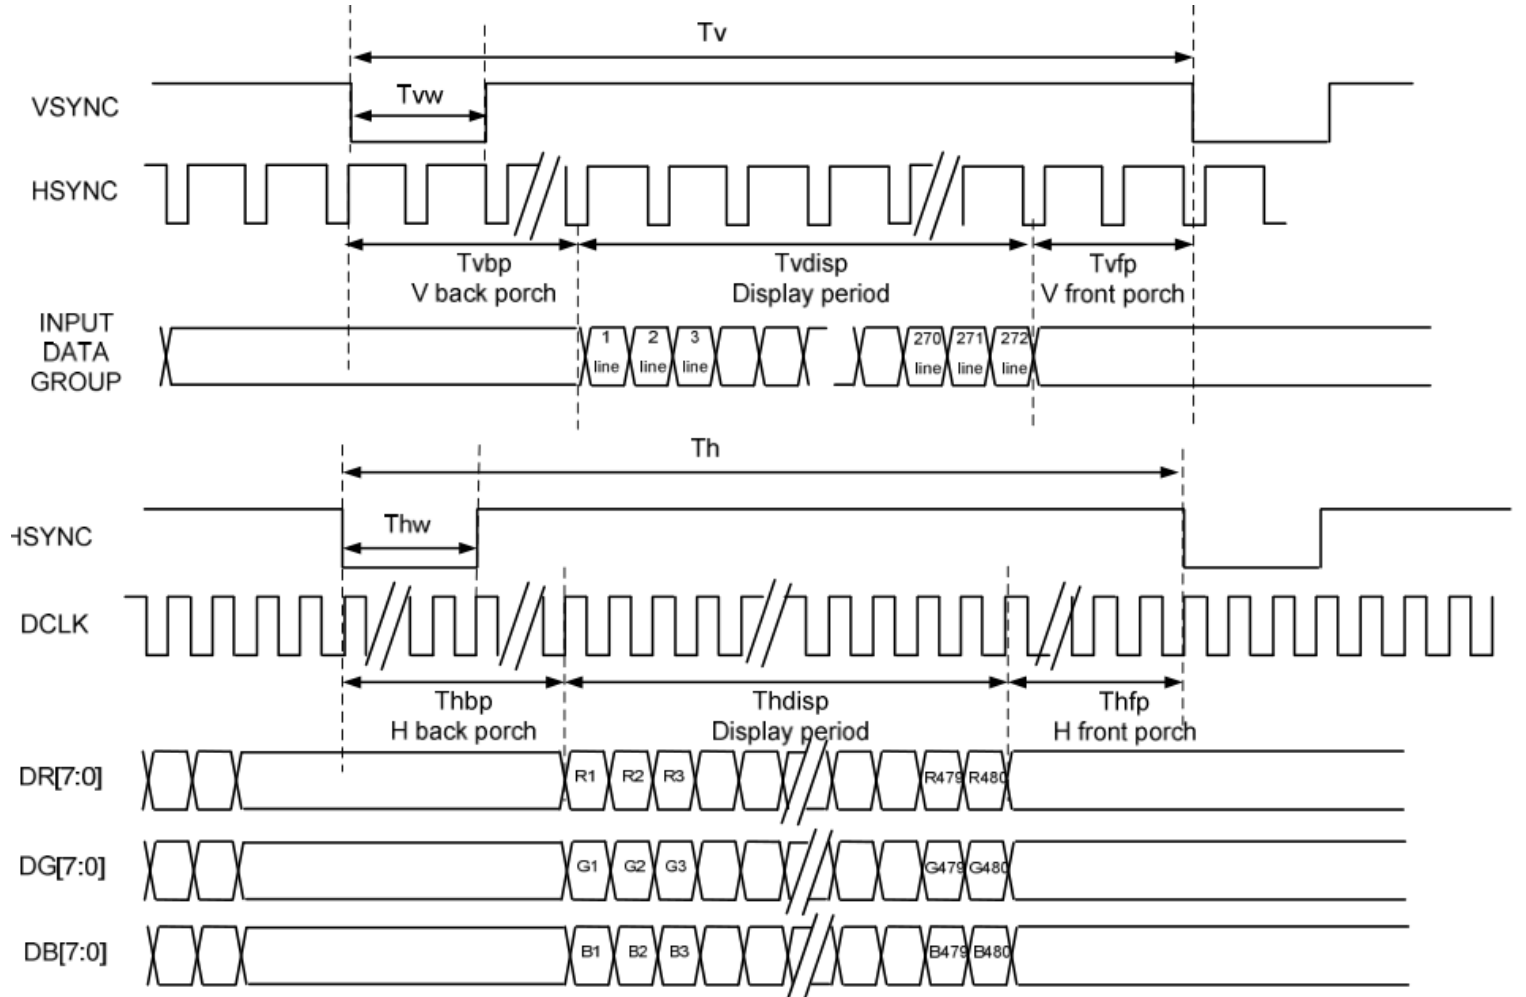 Tv
VSYNC
Tvw
HSYNC
Tvbp
V back porch
Tvdisp
Display period
Tvfp
V front porch
INPUT
DATA
GROUP
1 line
2 line
3 line
270 line
271 line
272 line
Th
HSYNC
Thw
DCLK
Thbp
H back porch
Thdisp
Display period
Thfp
H front porch
DR[7:0]
R1 R2 R3 R479 R480
DG[7:0]
G1 G2 G3 G479 G480
DB[7:0]
B1 B2 B3 B479 B480